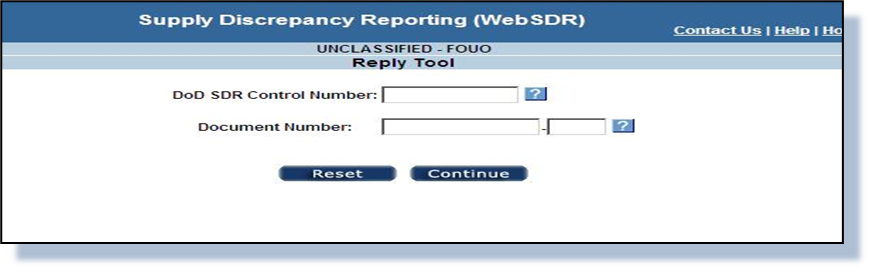 Supply Discrepancy Reporting (WebSDR)
Contact Us | Help | Ho
UNCLASSIFIED - FOUO
Reply Tool
DoD SDR Control Number: ?
Document Number: - ?
Reset Continue